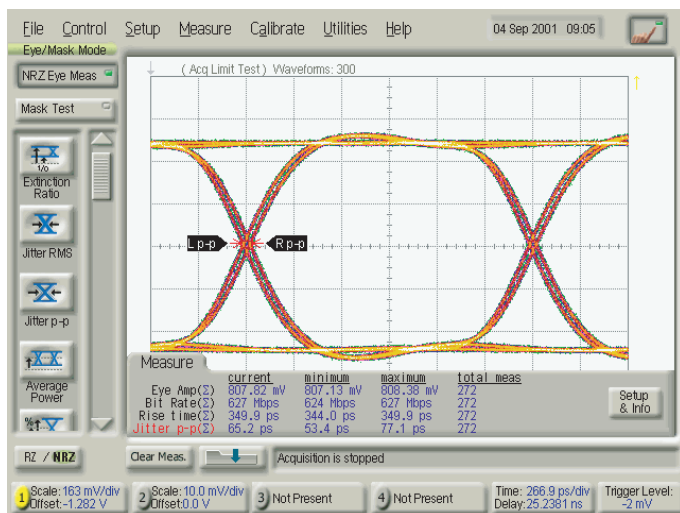 File Control Setup Measure Calibrate Utilities Help 04 Sep 2001 09:05
Eye/Mask Mode
NRZ Eye Meas
Mask Test
Extinction
Ratio
Jitter RMS
Jitter p-p
Average
Power
( Acq Limit Test ) Waveforms: 300
L p-p R p-p
Measure
current minimum maximum total meas
Eye Amp(Σ) 807.82 mV 807.13 mV 808.38 mV 272
Bit Rate(Σ) 627 Mbps 624 Mbps 627 Mbps 272
Rise time(Σ) 349.9 ps 344.0 ps 349.9 ps 272
Jitter p-p(Σ) 65.2 ps 53.4 ps 77.1 ps 272
Setup
& Info
RZ / NRZ
Clear Meas.
Acquisition is stopped
1 Scale: 163 mV/div
Offset:-1.282 V
2 Scale: 10.0 mV/div
Offset:0.0 V
3 Not Present
4 Not Present
Time: 266.9 ps/div
Delay:25.2381 ns
Trigger Level:
-2 mV